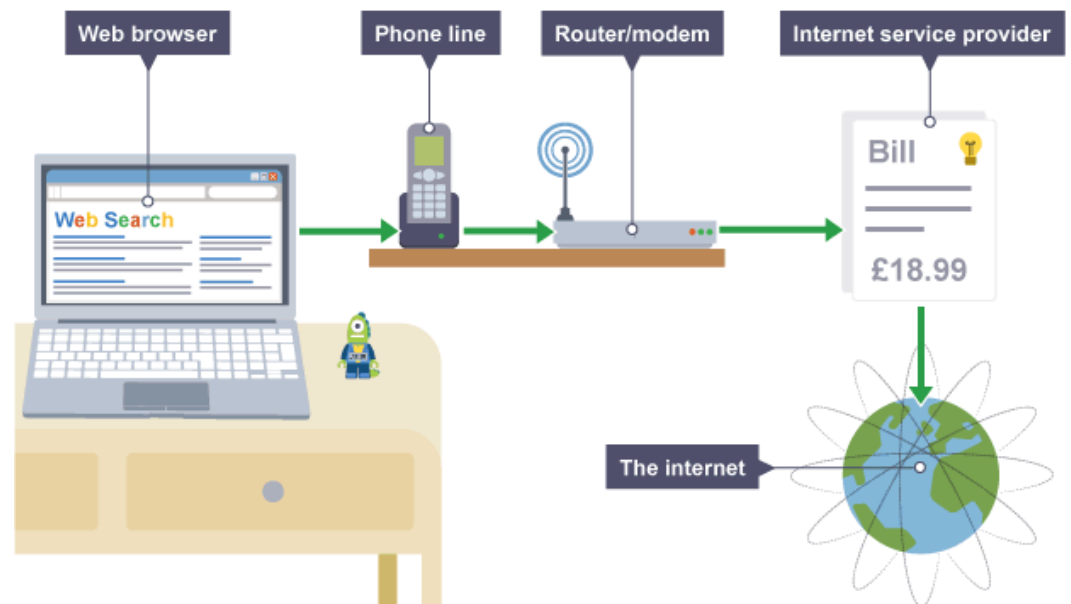 Web browser
Phone line
Router/modem
Internet service provider
Web Search
Bill
£18.99
The internet